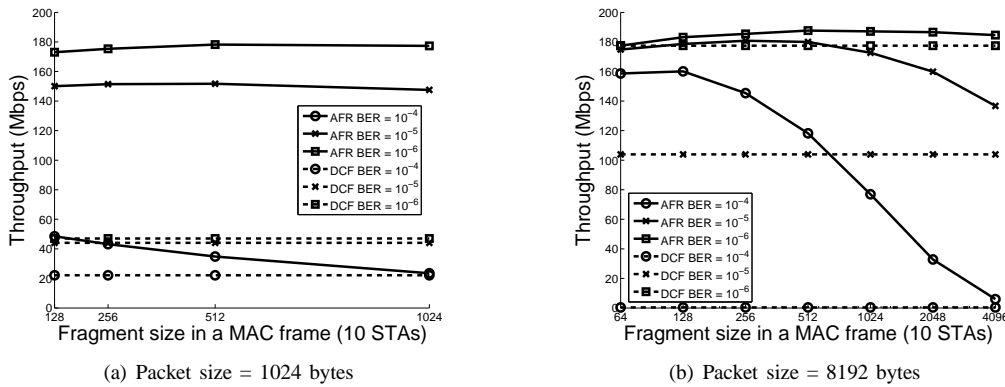 200
180
160
140
120
100
80
60
40
20
0
Throughput (Mbps)
AFR BER = 10⁻⁴
AFR BER = 10⁻⁵
AFR BER = 10⁻⁶
DCF BER = 10⁻⁴
DCF BER = 10⁻⁵
DCF BER = 10⁻⁶
128 256 512 1024
Fragment size in a MAC frame (10 STAs)
(a) Packet size = 1024 bytes
200
180
160
140
120
100
80
60
40
20
0
Throughput (Mbps)
AFR BER = 10⁻⁴
AFR BER = 10⁻⁵
AFR BER = 10⁻⁶
DCF BER = 10⁻⁴
DCF BER = 10⁻⁵
DCF BER = 10⁻⁶
64 128 256 512 1024 2048 4096
Fragment size in a MAC frame (10 STAs)
(b) Packet size = 8192 bytes